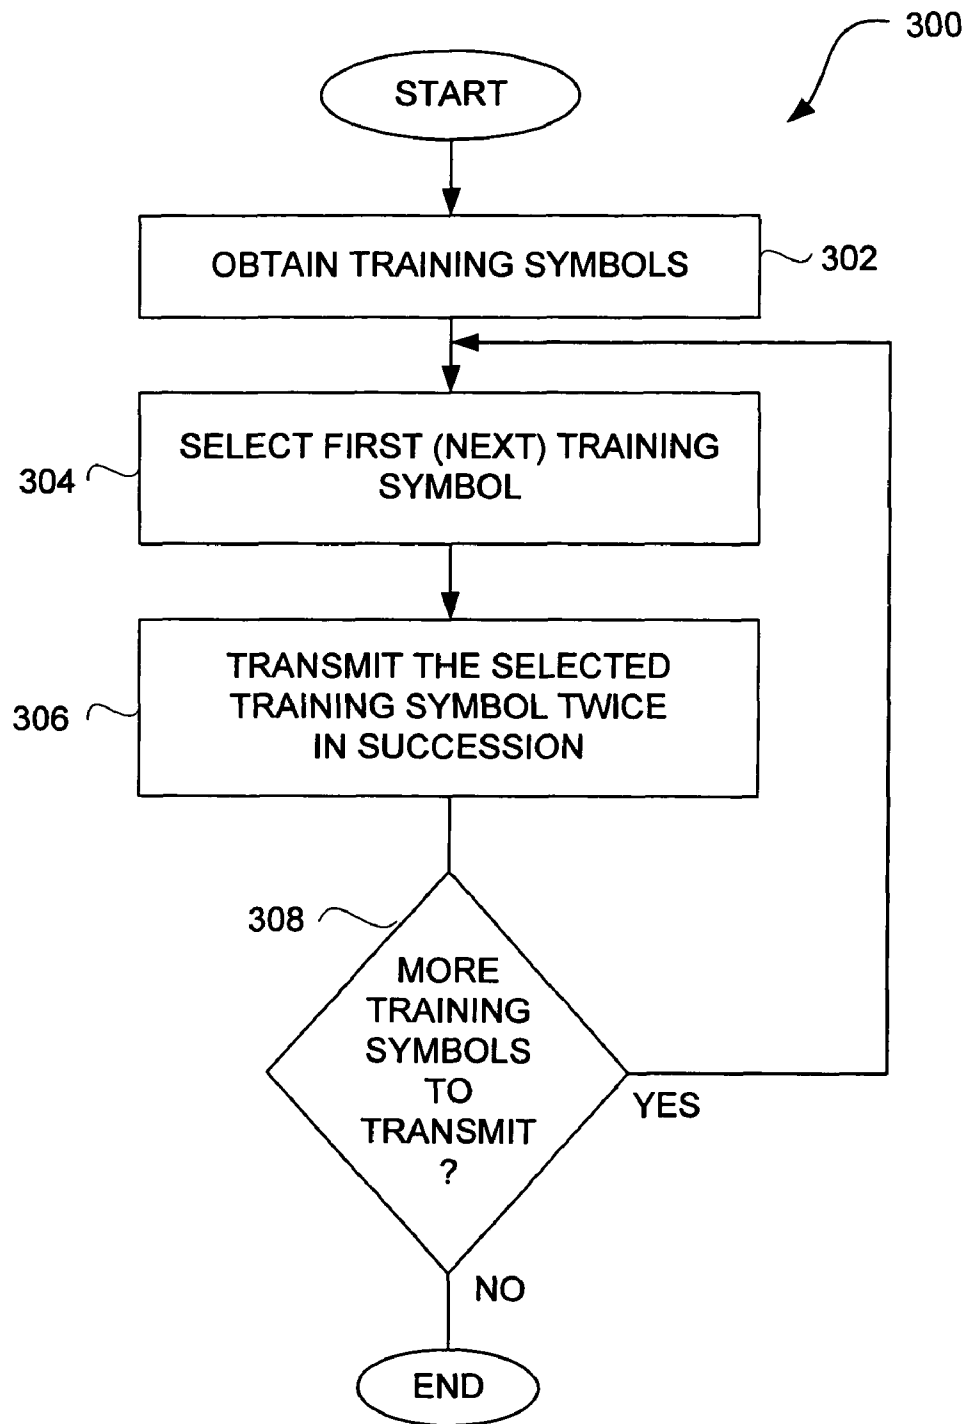 300
START
OBTAIN TRAINING SYMBOLS
302
SELECT FIRST (NEXT) TRAINING
SYMBOL
304
TRANSMIT THE SELECTED
TRAINING SYMBOL TWICE
IN SUCCESSION
306
308
MORE
TRAINING
SYMBOLS
TO
TRANSMIT
?
YES
NO
END